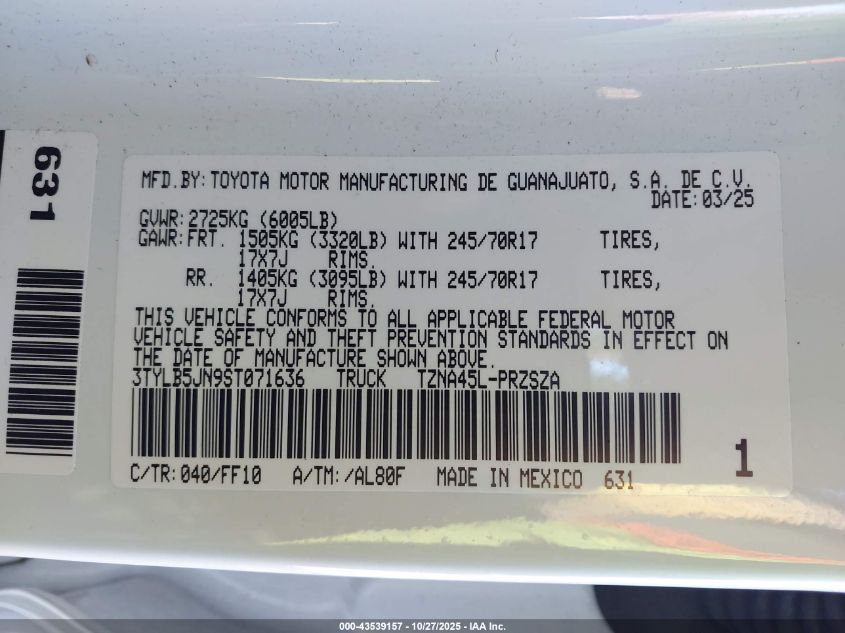 631
MFD.BY:TOYOTA MOTOR MANUFACTURING DE GUANAJUATO, S.A. DE C.V.
DATE:03/25
GVWR:2725KG (6005LB)
GAWR:FRT. 1505KG (3320LB) WITH 245/70R17 TIRES,
17X7J RIMS.
RR. 1405KG (3095LB) WITH 245/70R17 TIRES,
17X7J RIMS.
THIS VEHICLE CONFORMS TO ALL APPLICABLE FEDERAL MOTOR
VEHICLE SAFETY AND THEFT PREVENTION STANDARDS IN EFFECT ON
THE DATE OF MANUFACTURE SHOWN ABOVE.
3TYLB5JN9ST071636 TRUCK TZNA45L-PRZSZA
C/TR:040/FF10 A/TM:/AL80F MADE IN MEXICO 631
1
000-43539157 - 10/27/2025 - IAA Inc.